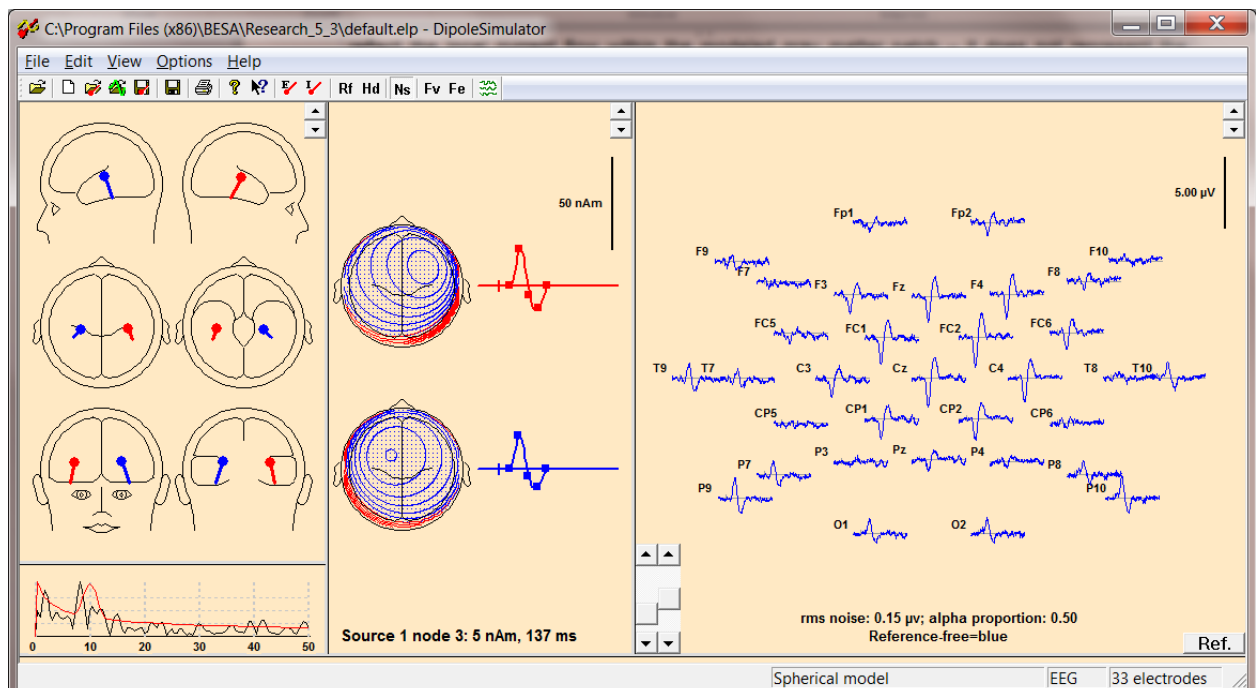 C:\Program Files (x86)\BESA\Research_5_3\default.elp - DipoleSimulator
File Edit View Options Help
Rf Hd Ns Fv Fe
50 nAm
5.00 µV
Fp1 Fp2
F9 F10
F7 F8
F3 Fz F4
FC5 FC1 FC2 FC6
T9 T7 C3 Cz C4 T8 T10
CP5 CP1 CP2 CP6
P3 Pz P4
P7 P8
P9 P10
O1 O2
0 10 20 30 40 50
Source 1 node 3: 5 nAm, 137 ms
rms noise: 0.15 µv; alpha proportion: 0.50
Reference-free=blue
Ref.
Spherical model EEG 33 electrodes